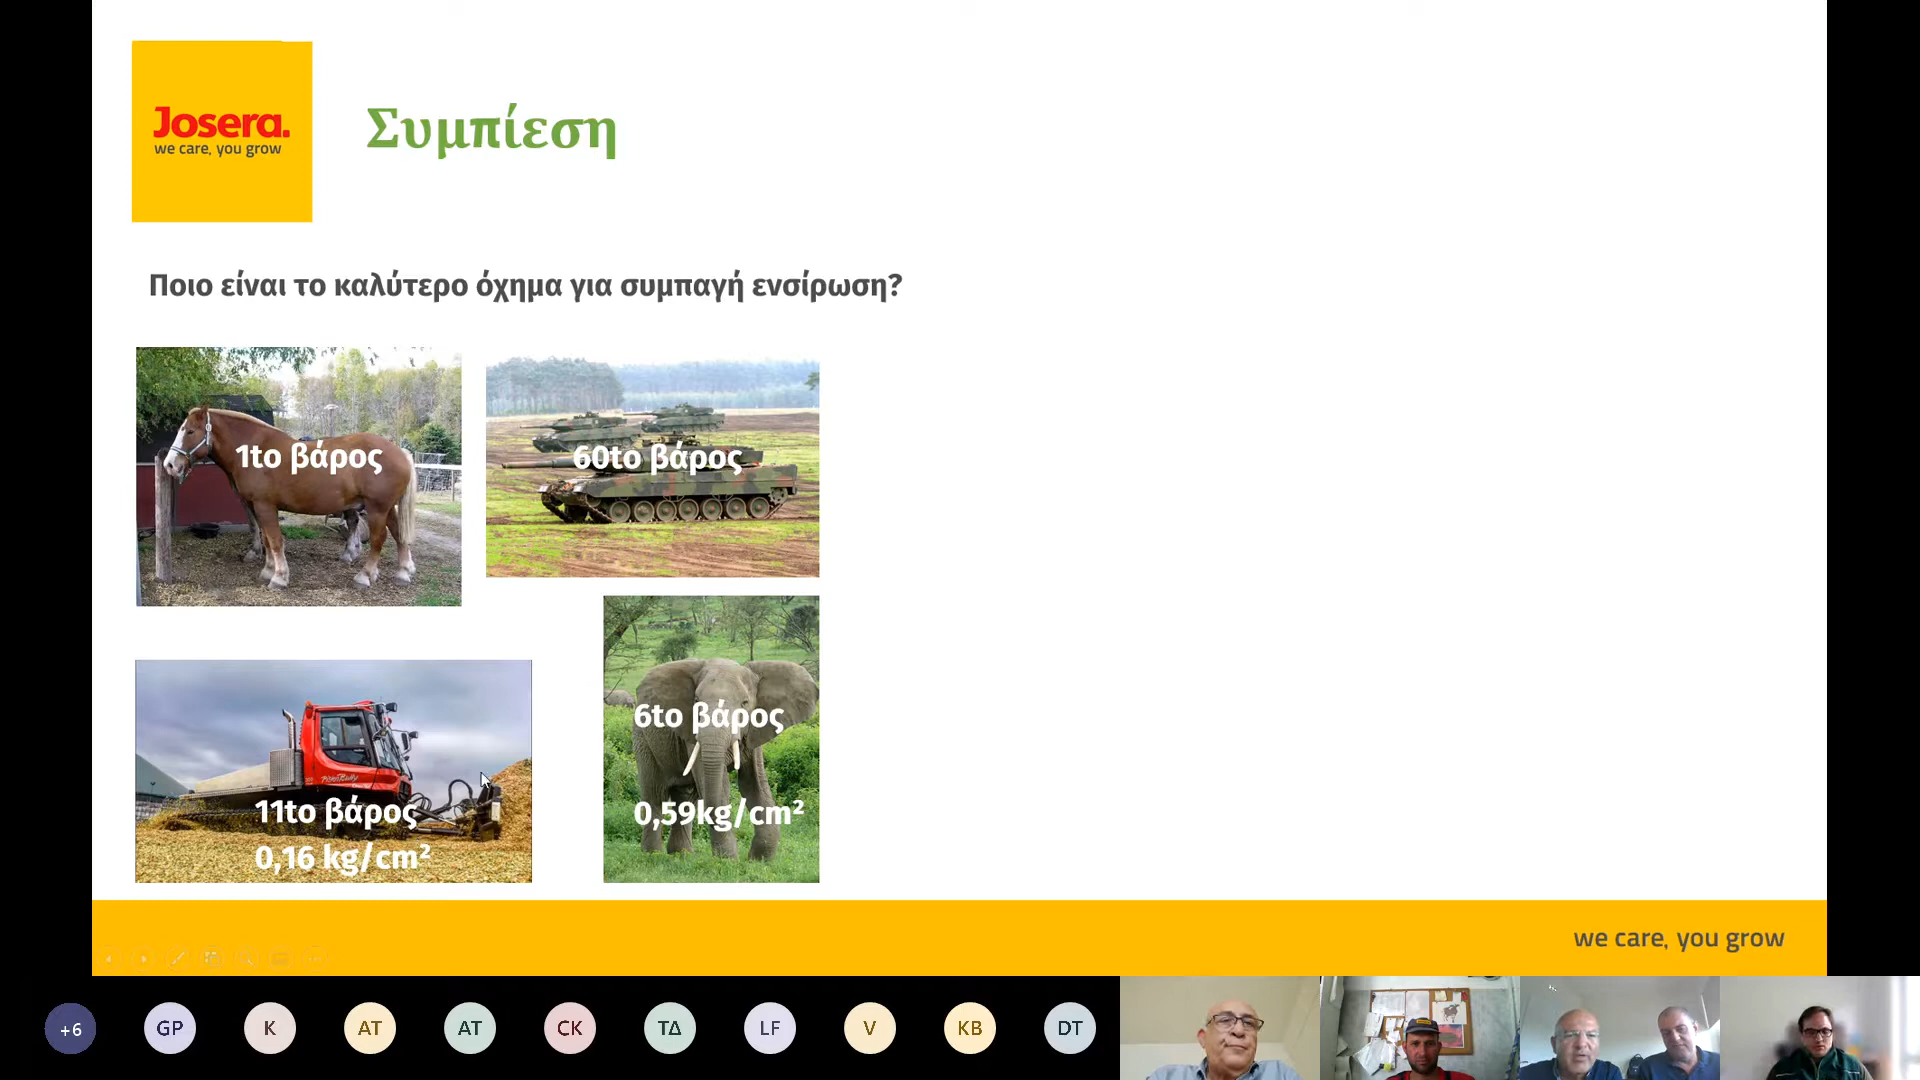 Josera.
we care, you grow
Συμπίεση
Ποιο είναι το καλύτερο όχημα για συμπαγή ενσίρωση?
1to βάρος
60to βάρος
6to βάρος
0,59kg/cm²
PistenBully
11to βάρος
0,16 kg/cm²
we care, you grow
+6
GP
K
AT
AT
CK
ΤΔ
LF
V
KB
DT